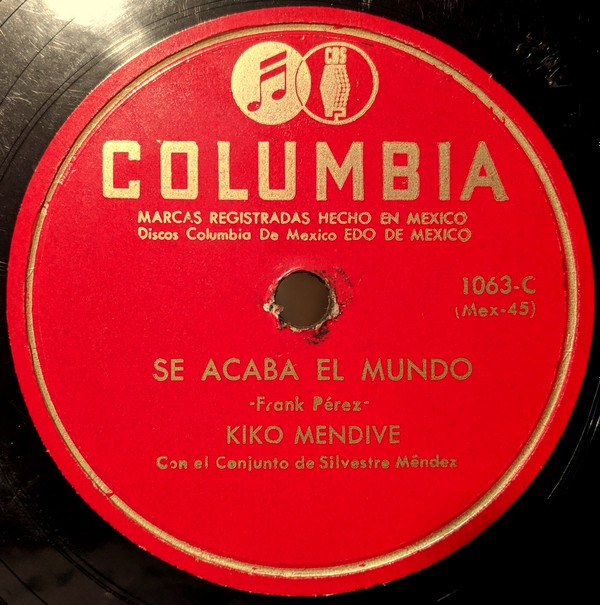 CBS
COLUMBIA
MARCAS REGISTRADAS HECHO EN MEXICO
Discos Columbia De Mexico EDO DE MEXICO
1063-C
(Mex-45)
SE ACABA EL MUNDO
-Frank Pérez-
KIKO MENDIVE
Con el Conjunto de Silvestre Méndez